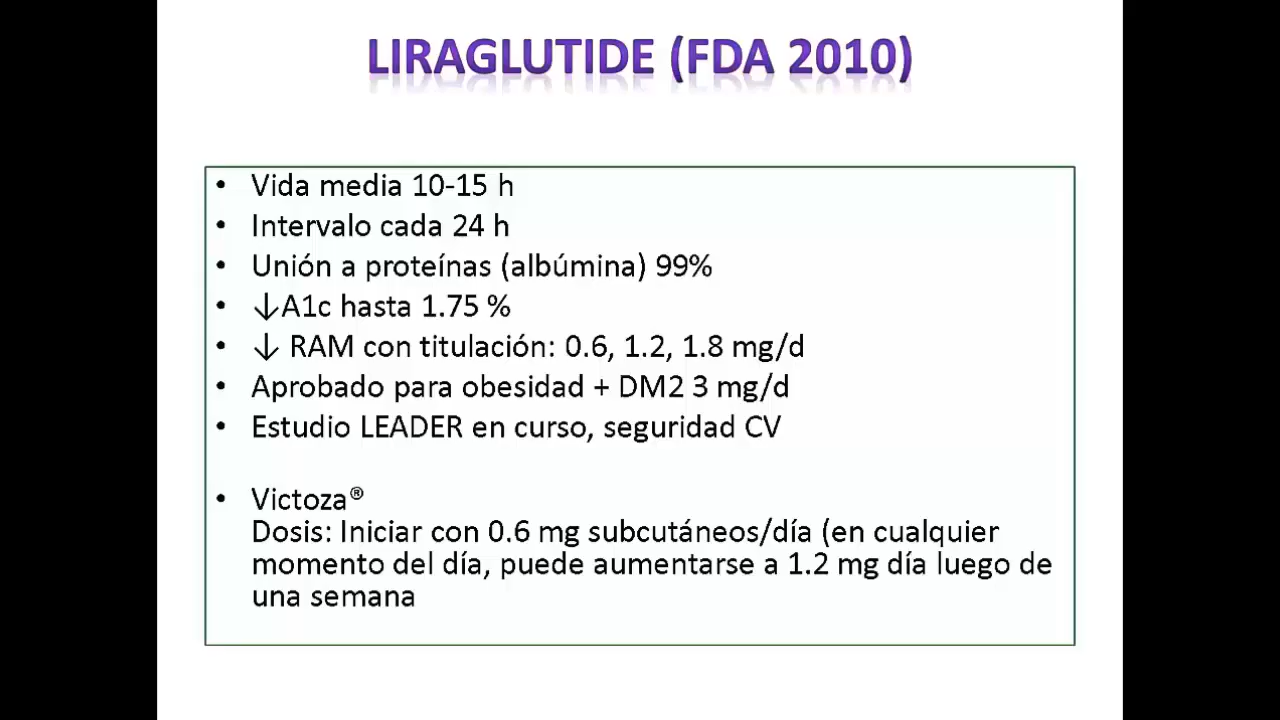 LIRAGLUTIDE (FDA 2010)
• Vida media 10-15 h
• Intervalo cada 24 h
• Unión a proteínas (albúmina) 99%
• ↓A1c hasta 1.75 %
• ↓ RAM con titulación: 0.6, 1.2, 1.8 mg/d
• Aprobado para obesidad + DM2 3 mg/d
• Estudio LEADER en curso, seguridad CV
• Victoza®
Dosis: Iniciar con 0.6 mg subcutáneos/día (en cualquier
momento del día, puede aumentarse a 1.2 mg día luego de
una semana